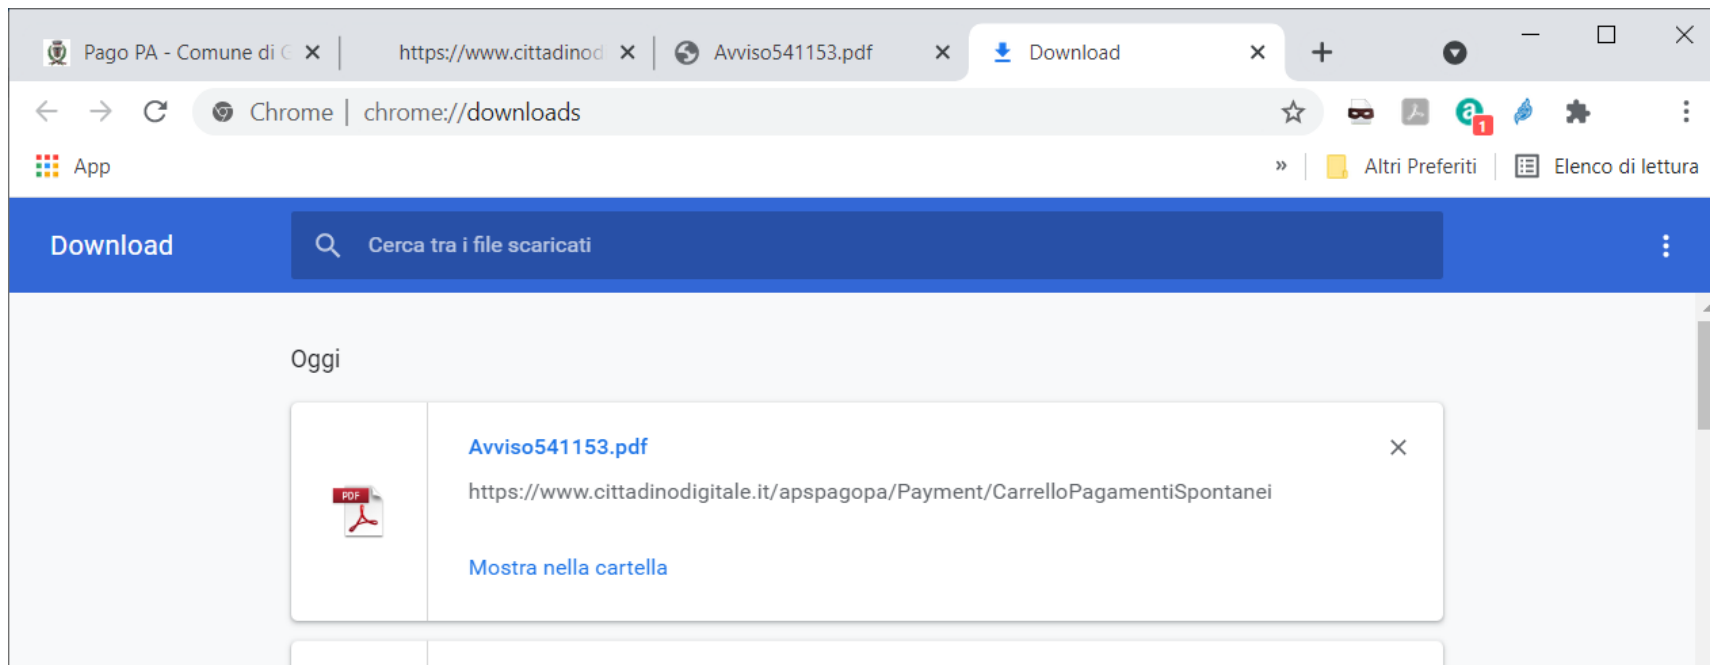 Pago PA - Comune di G
https://www.cittadinod
Avviso541153.pdf
Download
Chrome | chrome://downloads
a
1
App
» Altri Preferiti
Elenco di lettura
Download
Cerca tra i file scaricati
Oggi
PDF
Avviso541153.pdf
https://www.cittadinodigitale.it/apspagopa/Payment/CarrelloPagamentiSpontanei
Mostra nella cartella